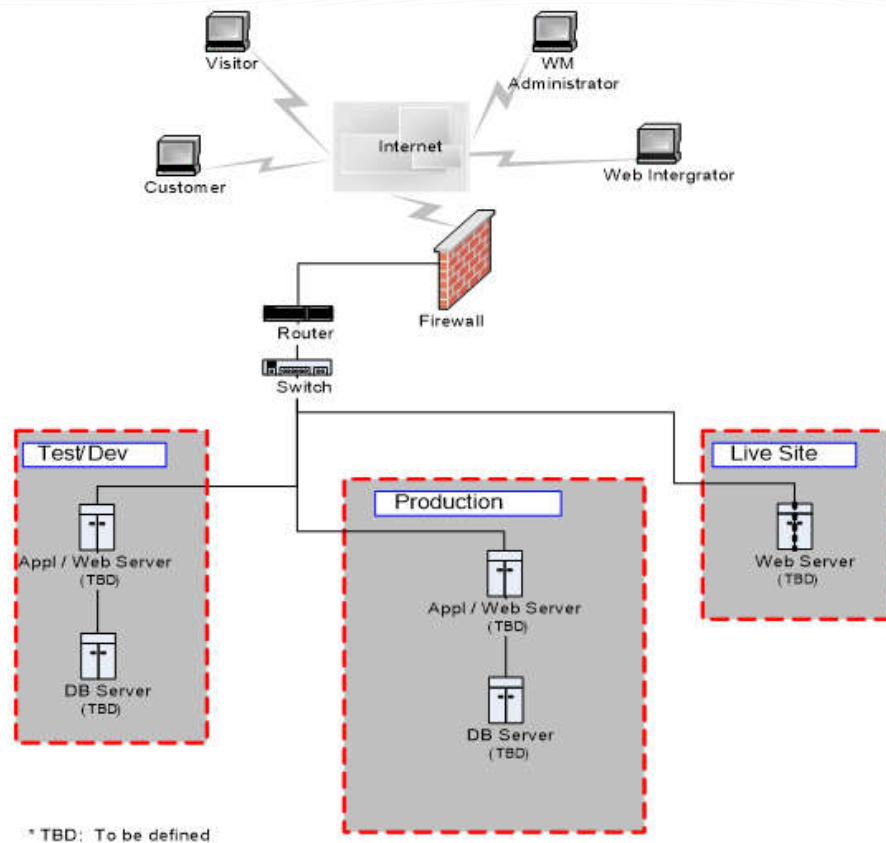 Visitor
WM
Administrator
Internet
Customer
Web Intergrator
Firewall
Router
Switch
Test/Dev
Appl / Web Server
(TBD)
DB Server
(TBD)
Production
Appl / Web Server
(TBD)
DB Server
(TBD)
Live Site
Web Server
(TBD)
* TBD: To be defined